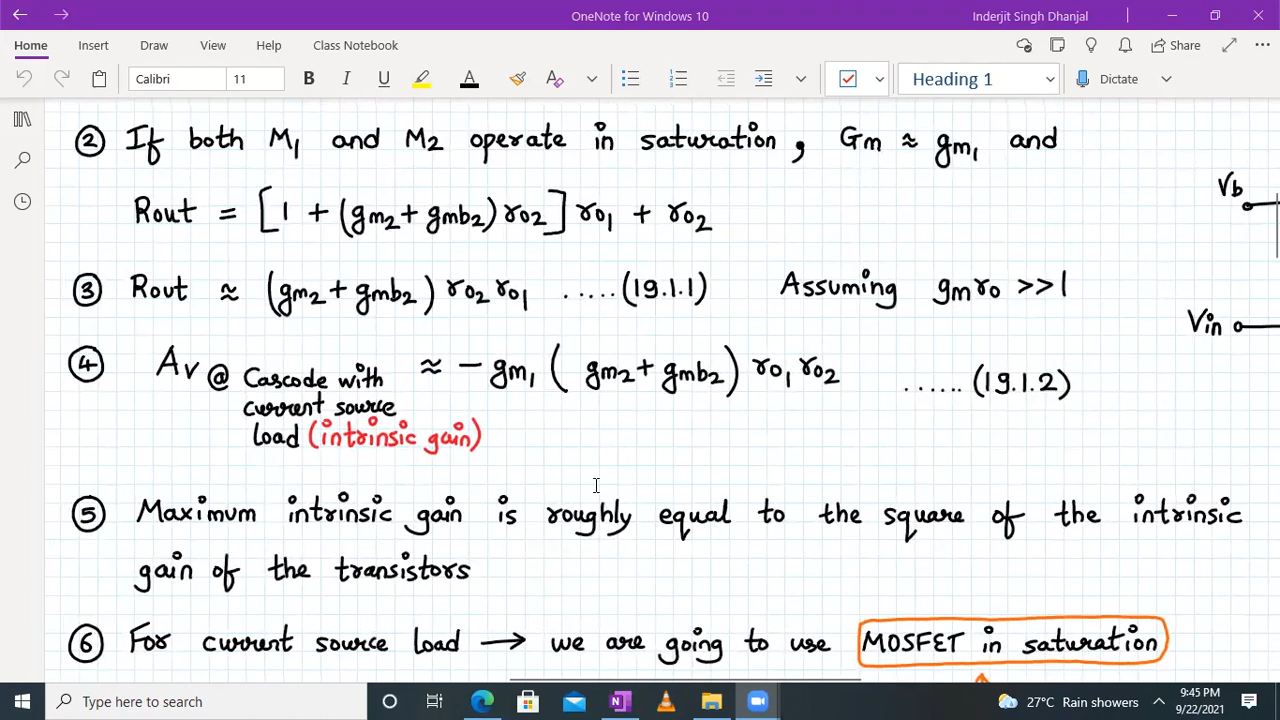 OneNote for Windows 10
Inderjit Singh Dhanjal
Home Insert Draw View Help Class Notebook
Share
Calibri 11 B I U A A Heading 1 Dictate
② If both M1 and M2 operate in saturation, Gm ≈ gm1 and
Vb
Rout = [1 + (gm2 + gmb2) ro2] ro1 + ro2
③ Rout ≈ (gm2 + gmb2) ro2 ro1 .....(19.1.1) Assuming gmro >>1
Vin
④ Av @ Cascode with ≈ - gm1 (gm2 + gmb2) ro1 ro2 ...... (19.1.2)
current source
load (intrinsic gain)
⑤ Maximum intrinsic gain is roughly equal to the square of the intrinsic
gain of the transistors
⑥ For current source load → we are going to use MOSFET in saturation
Type here to search
27°C Rain showers
9:45 PM
9/22/2021